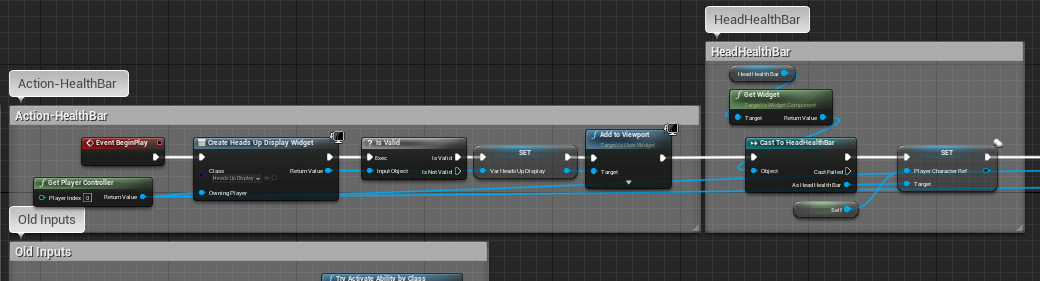 HeadHealthBar
HeadHealthBar
Head Health Bar
Get Widget
Target is Widget Component
Target
Return Value
Cast To HeadHealthBar
Object
Cast Failed
As Head Health Bar
Self
SET
Player Character Ref
Target
Action-HealthBar
Action-HealthBar
Event BeginPlay
Get Player Controller
Player Index 0
Return Value
Create Heads Up Display Widget
Class
Heads Up Display
Return Value
Owning Player
? Is Valid
Exec
Is Valid
Input Object
Is Not Valid
SET
Var Heads Up Display
Add to Viewport
Target is User Widget
Target
Old Inputs
Old Inputs
Try Activate Ability by Class